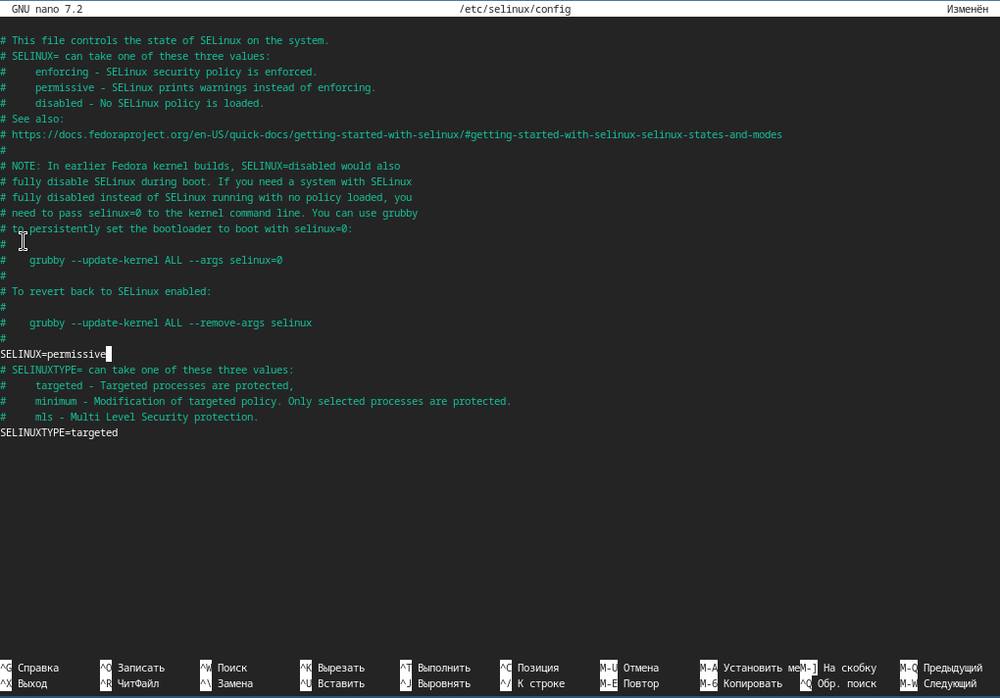 GNU nano 7.2 /etc/selinux/config Изменён
# This file controls the state of SELinux on the system.
# SELINUX= can take one of these three values:
#     enforcing - SELinux security policy is enforced.
#     permissive - SELinux prints warnings instead of enforcing.
#     disabled - No SELinux policy is loaded.
# See also:
# https://docs.fedoraproject.org/en-US/quick-docs/getting-started-with-selinux/#getting-started-with-selinux-selinux-states-and-modes
#
# NOTE: In earlier Fedora kernel builds, SELINUX=disabled would also
# fully disable SELinux during boot. If you need a system with SELinux
# fully disabled instead of SELinux running with no policy loaded, you
# need to pass selinux=0 to the kernel command line. You can use grubby
# to persistently set the bootloader to boot with selinux=0:
#
#    grubby --update-kernel ALL --args selinux=0
#
# To revert back to SELinux enabled:
#
#    grubby --update-kernel ALL --remove-args selinux
#
SELINUX=permissive
# SELINUXTYPE= can take one of these three values:
#     targeted - Targeted processes are protected,
#     minimum - Modification of targeted policy. Only selected processes are protected.
#     mls - Multi Level Security protection.
SELINUXTYPE=targeted
^G Справка ^O Записать ^W Поиск ^K Вырезать ^T Выполнить ^C Позиция M-U Отмена M-A Установить ме M-] На скобку M-Q Предыдущий
^X Выход ^R ЧитФайл ^\ Замена ^U Вставить ^J Выровнять ^/ К строке M-E Повтор M-6 Копировать ^Q Обр. поиск M-W Следующий